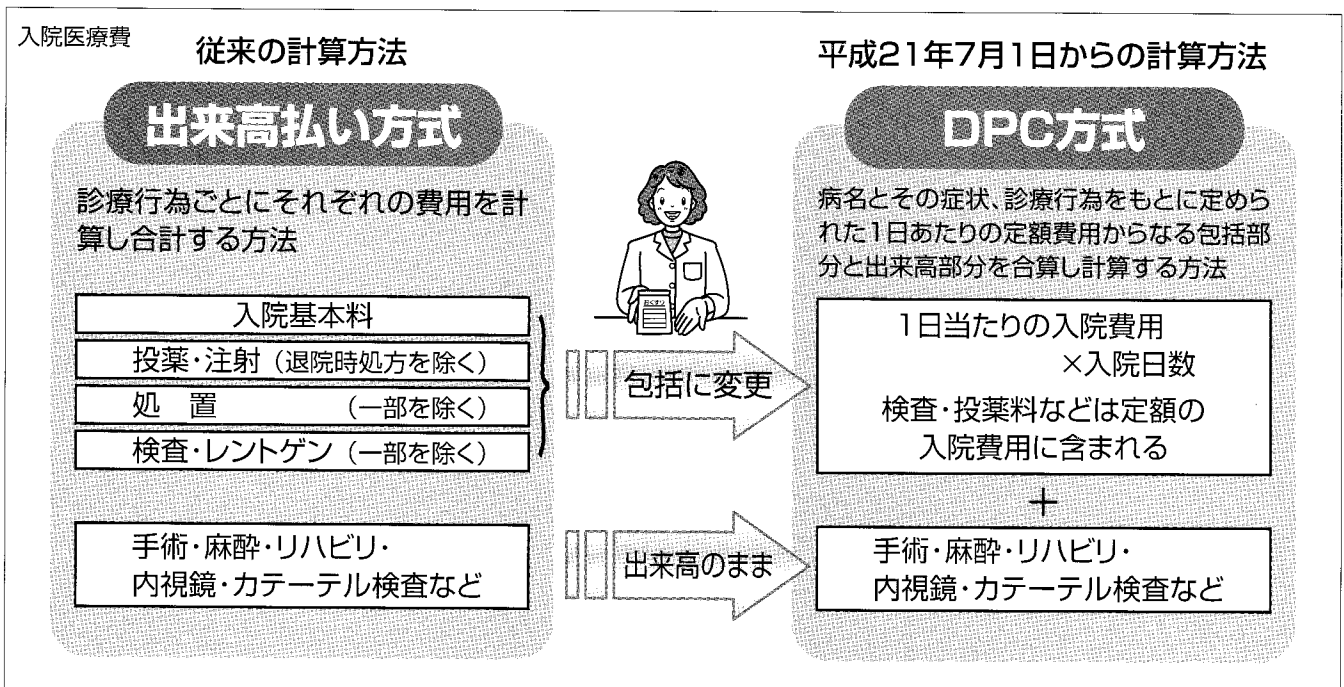 入院医療費
従来の計算方法
出来高払い方式
診療行為ごとにそれぞれの費用を計
算し合計する方法
入院基本料
投薬・注射（退院時処方を除く）
処　置　（一部を除く）
検査・レントゲン（一部を除く）
手術・麻酔・リハビリ・
内視鏡・カテーテル検査など
おくすり
包括に変更
出来高のまま
平成21年7月1日からの計算方法
DPC方式
病名とその症状、診療行為をもとに定めら
れた1日あたりの定額費用からなる包括部
分と出来高部分を合算し計算する方法
1日当たりの入院費用
×入院日数
検査・投薬料などは定額の
入院費用に含まれる
＋
手術・麻酔・リハビリ・
内視鏡・カテーテル検査など